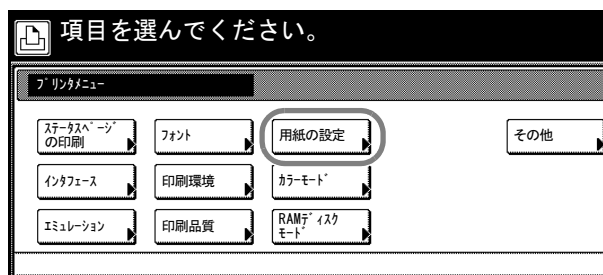 項目を選んでください。
プリンタメニュー
ステータスページ
の印刷
フォント
用紙の設定
その他
インタフェース
印刷環境
カラーモード
エミュレーション
印刷品質
RAMディスク
モード